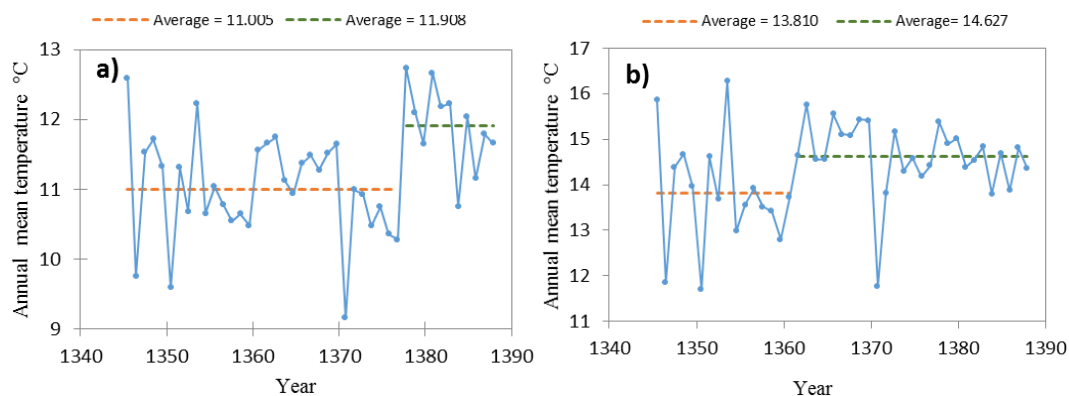 Average = 11.005 Average = 11.908
a)
Annual mean temperature °C
13
12
11
10
9
1340 1350 1360 1370 1380 1390
Year
Average = 13.810 Average= 14.627
b)
Annual mean temperature °C
17
16
15
14
13
12
11
1340 1350 1360 1370 1380 1390
Year